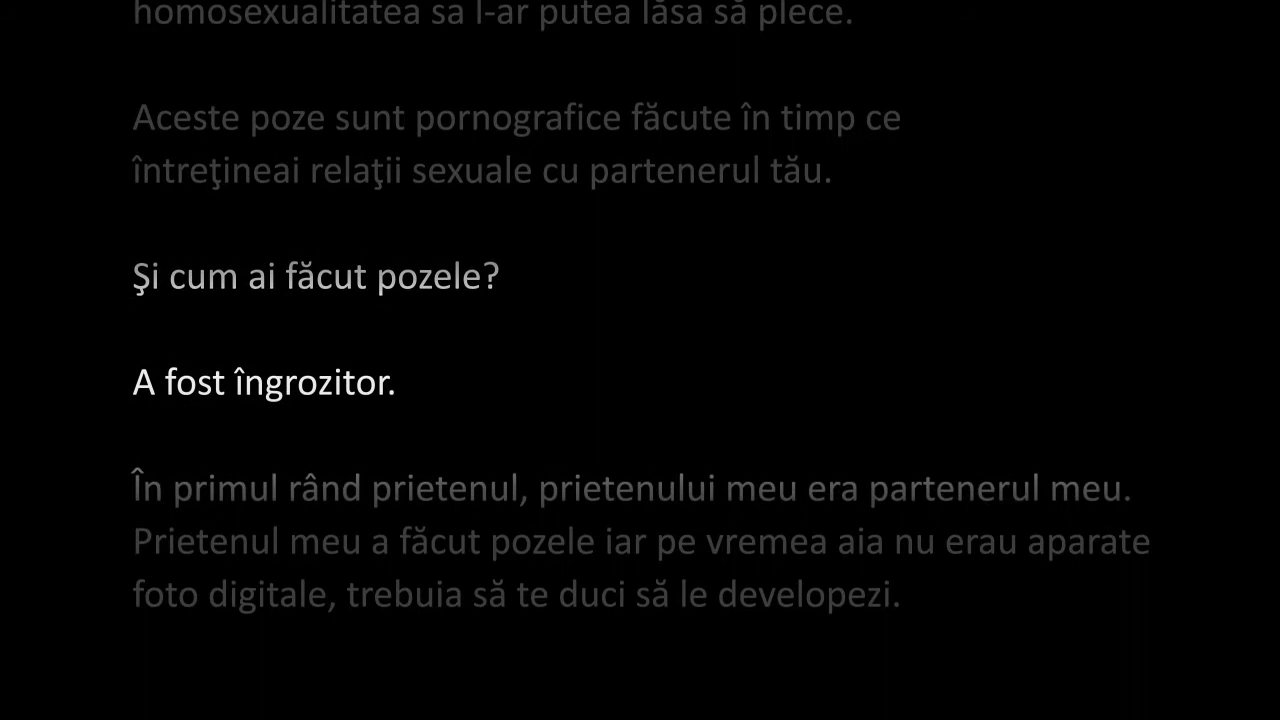 homosexualitatea sa l-ar putea lăsa să plece.
Aceste poze sunt pornografice făcute în timp ce
întreţineai relaţii sexuale cu partenerul tău.
Şi cum ai făcut pozele?
A fost îngrozitor.
În primul rând prietenul, prietenului meu era partenerul meu.
Prietenul meu a făcut pozele iar pe vremea aia nu erau aparate
foto digitale, trebuia să te duci să le developezi.